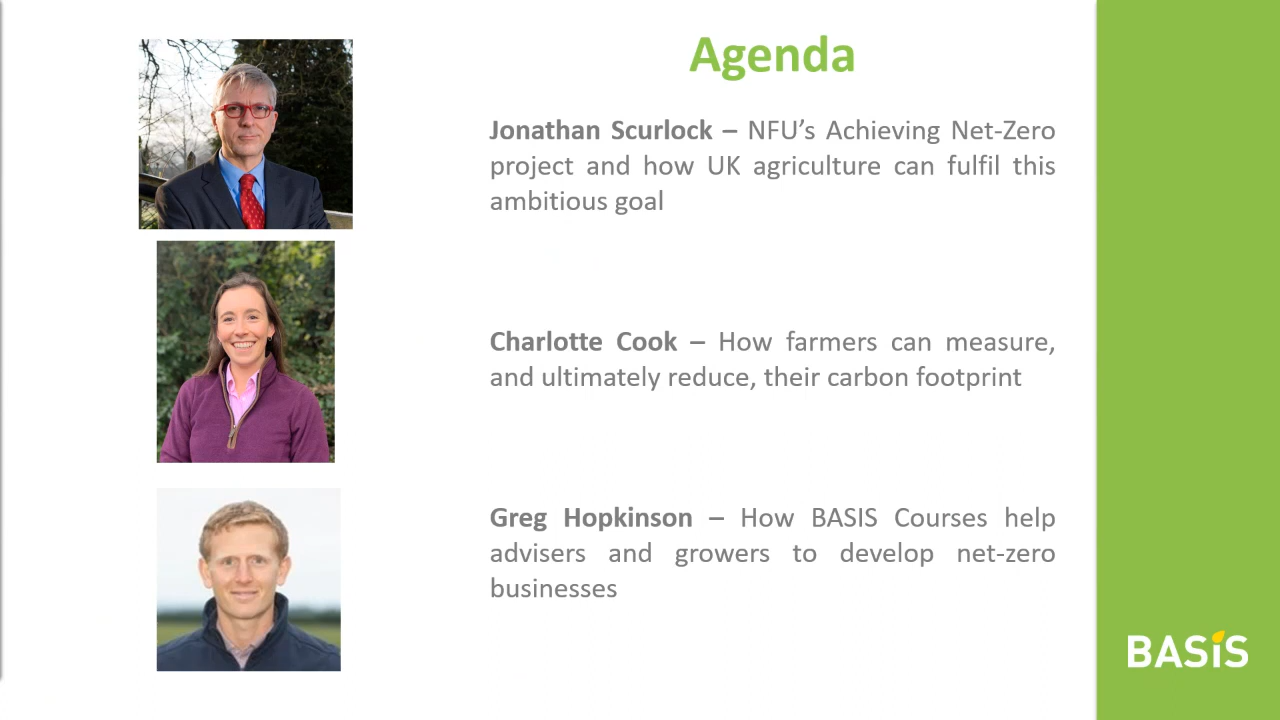 Agenda
Jonathan Scurlock – NFU’s Achieving Net-Zero
project and how UK agriculture can fulfil this
ambitious goal
Charlotte Cook – How farmers can measure,
and ultimately reduce, their carbon footprint
Greg Hopkinson – How BASIS Courses help
advisers and growers to develop net-zero
businesses
BASiS